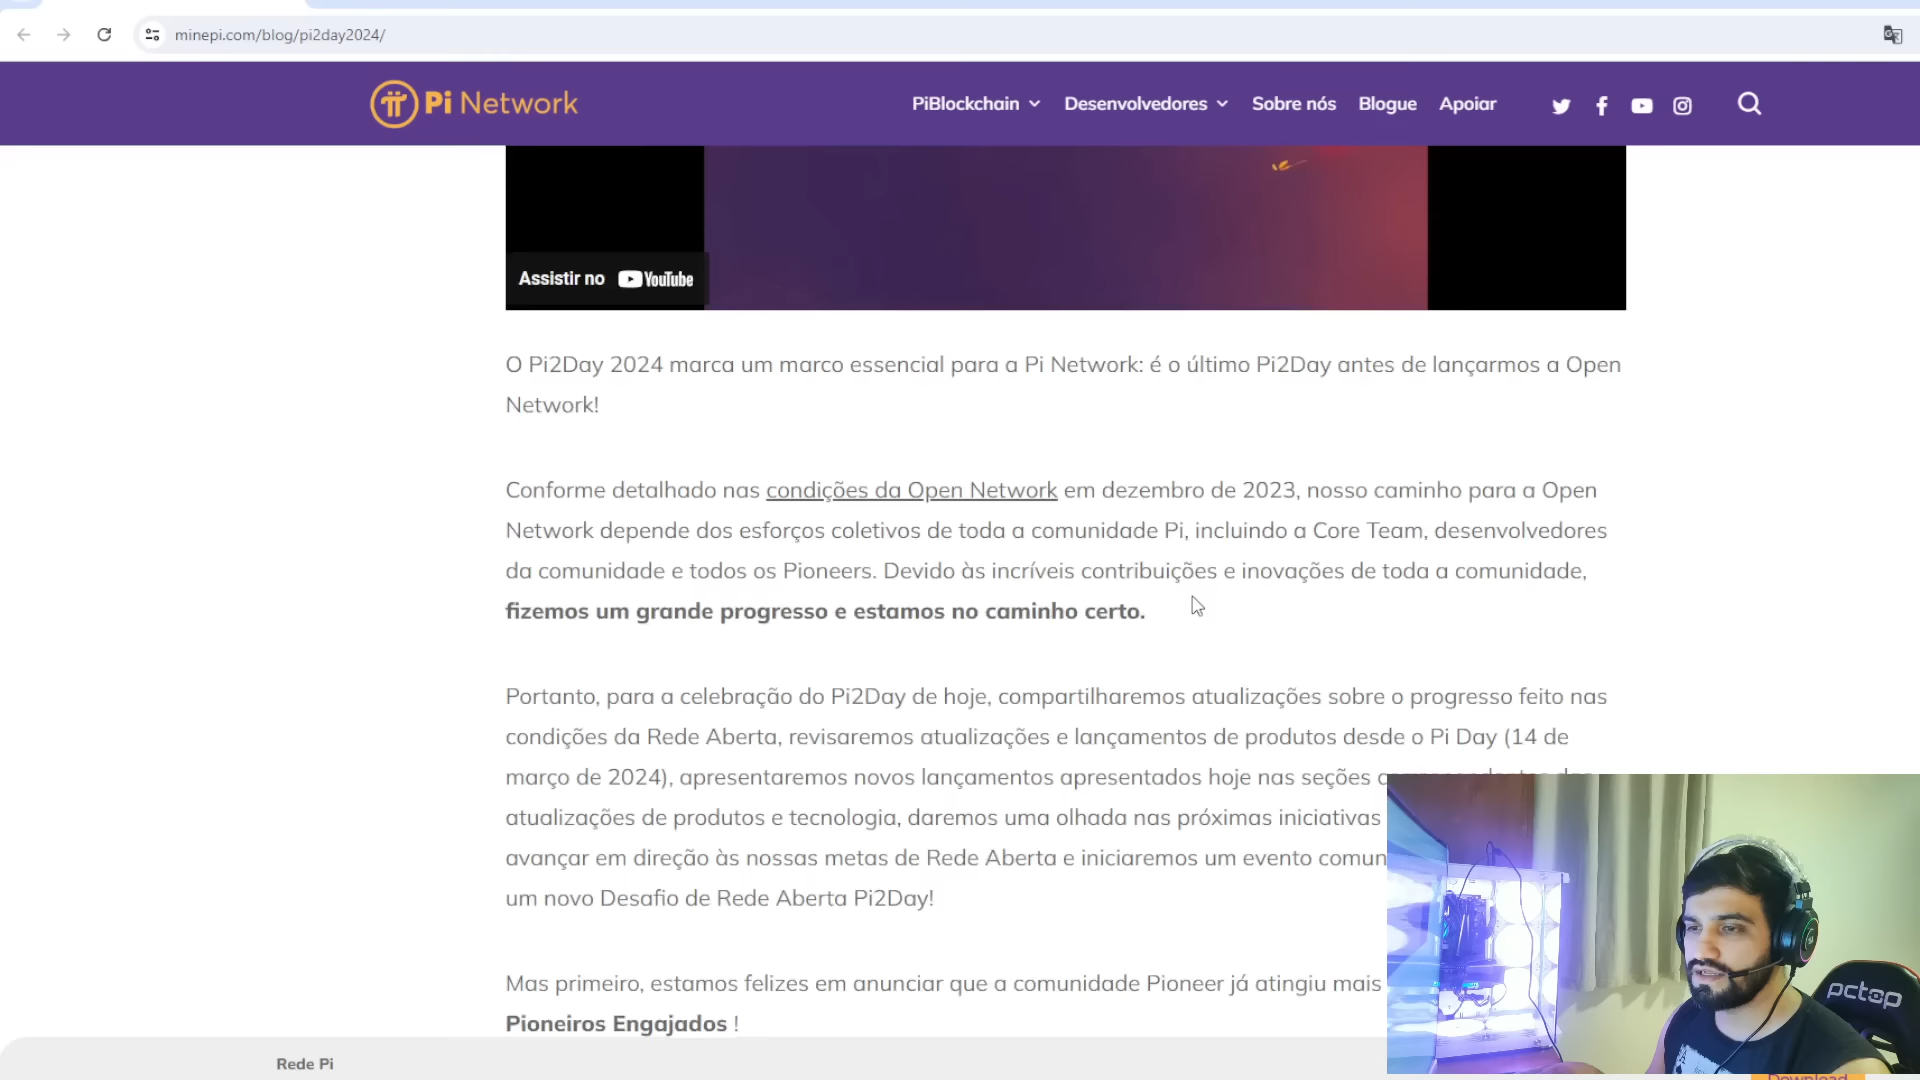 minepi.com/blog/pi2day2024/
Pi Network
PiBlockchain
Desenvolvedores
Sobre nós
Blogue
Apoiar
Assistir no YouTube
O Pi2Day 2024 marca um marco essencial para a Pi Network: é o último Pi2Day antes de lançarmos a Open
Network!
Conforme detalhado nas condições da Open Network em dezembro de 2023, nosso caminho para a Open
Network depende dos esforços coletivos de toda a comunidade Pi, incluindo a Core Team, desenvolvedores
da comunidade e todos os Pioneers. Devido às incríveis contribuições e inovações de toda a comunidade,
fizemos um grande progresso e estamos no caminho certo.
Portanto, para a celebração do Pi2Day de hoje, compartilharemos atualizações sobre o progresso feito nas
condições da Rede Aberta, revisaremos atualizações e lançamentos de produtos desde o Pi Day (14 de
março de 2024), apresentaremos novos lançamentos apresentados hoje nas seções
atualizações de produtos e tecnologia, daremos uma olhada nas próximas iniciativas
avançar em direção às nossas metas de Rede Aberta e iniciaremos um evento comun
um novo Desafio de Rede Aberta Pi2Day!
Mas primeiro, estamos felizes em anunciar que a comunidade Pioneer já atingiu mais
Pioneiros Engajados !
Rede Pi
pctop
Download